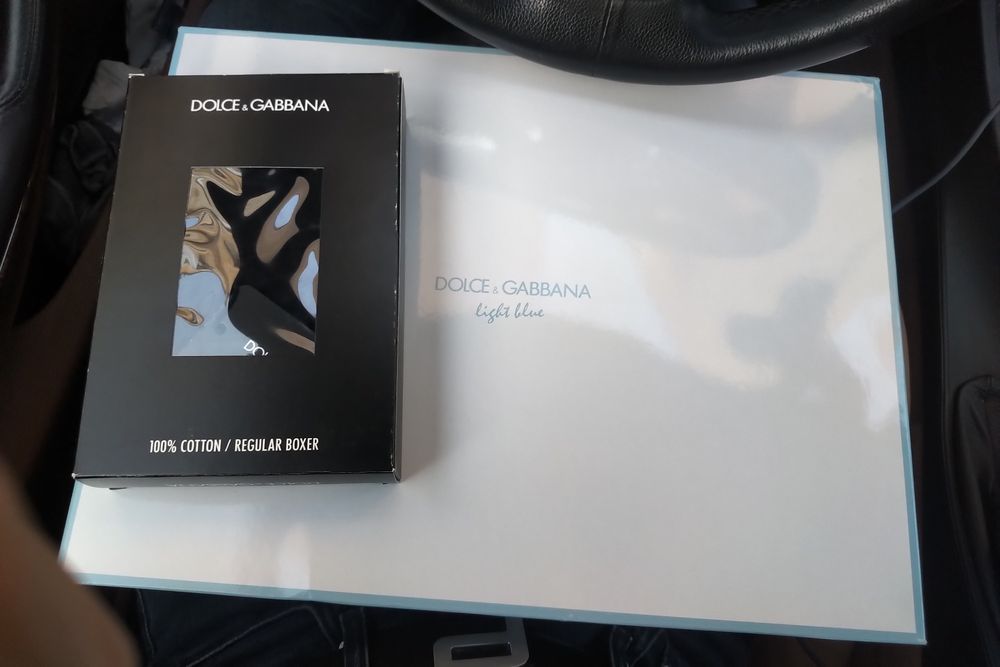 DOLCE & GABBANA
100% COTTON / REGULAR BOXER
DOLCE & GABBANA
light blue